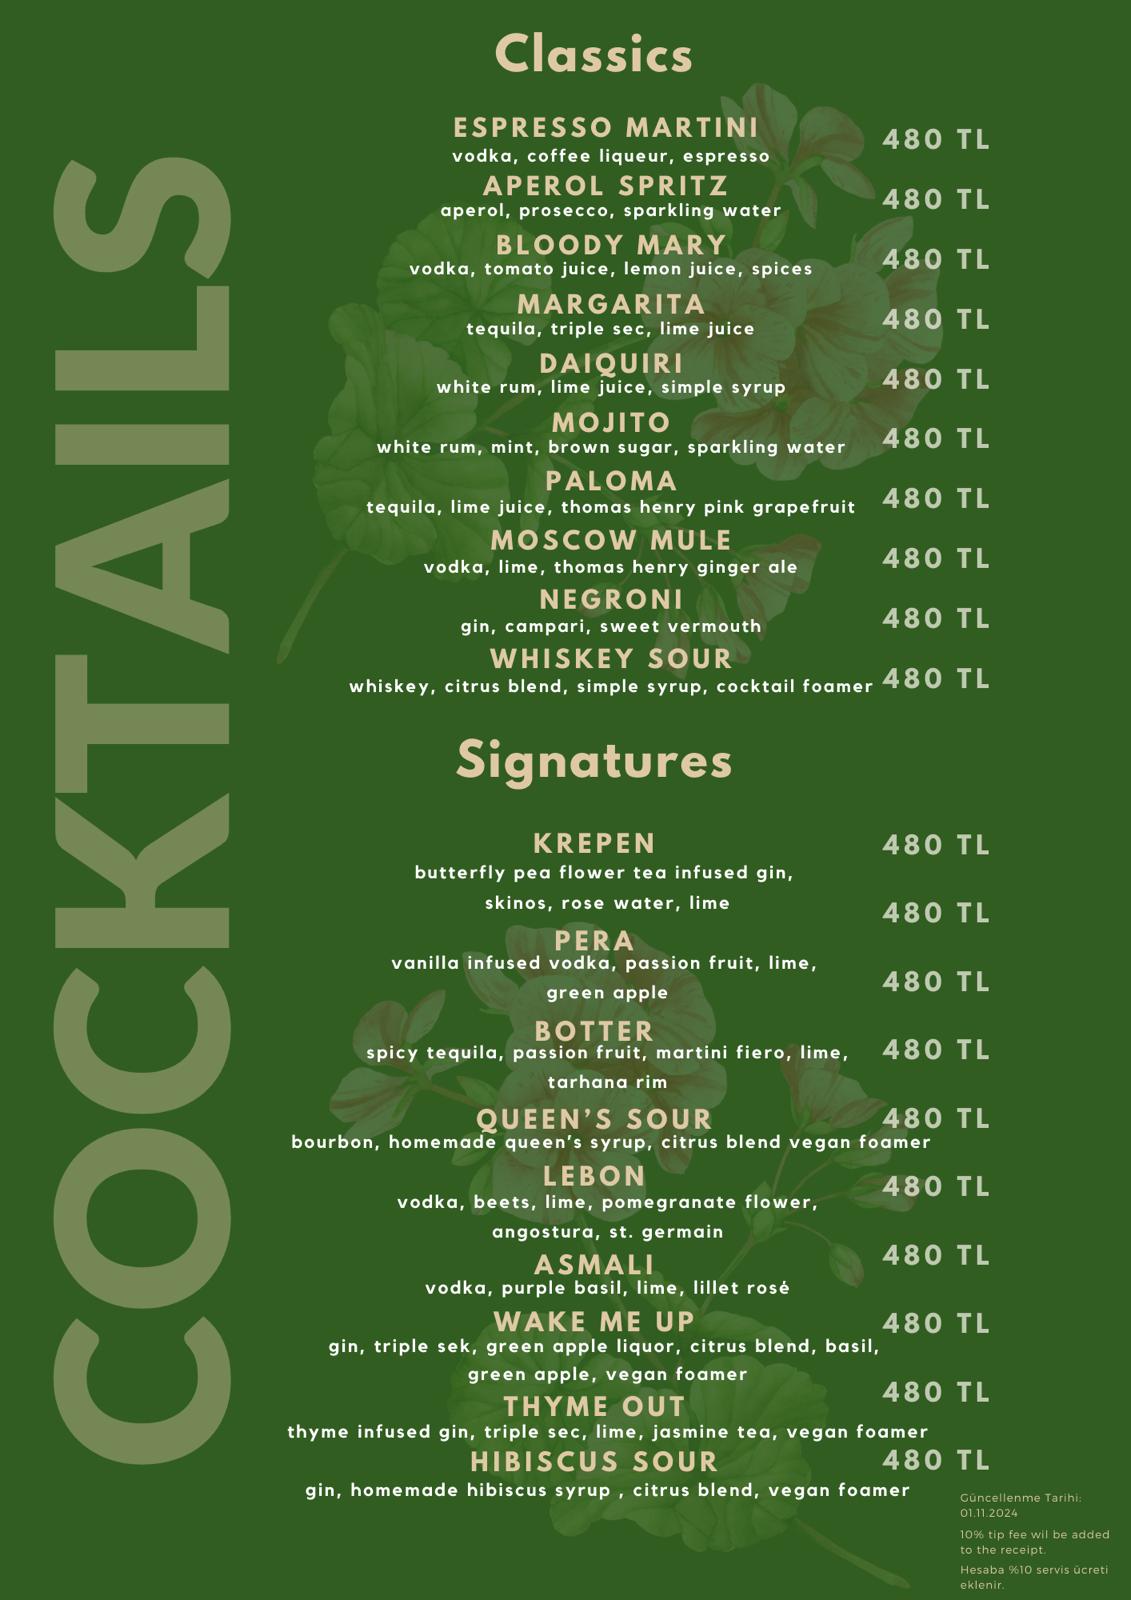 COCKTAILS
Classics
ESPRESSO MARTINI
480 TL
vodka, coffee liqueur, espresso
APEROL SPRITZ
480 TL
aperol, prosecco, sparkling water
BLOODY MARY
480 TL
vodka, tomato juice, lemon juice, spices
MARGARITA
480 TL
tequila, triple sec, lime juice
DAIQUIRI
480 TL
white rum, lime juice, simple syrup
MOJITO
480 TL
white rum, mint, brown sugar, sparkling water
PALOMA
480 TL
tequila, lime juice, thomas henry pink grapefruit
MOSCOW MULE
480 TL
vodka, lime, thomas henry ginger ale
NEGRONI
480 TL
gin, campari, sweet vermouth
WHISKEY SOUR
480 TL
whiskey, citrus blend, simple syrup, cocktail foamer
Signatures
KREPEN
480 TL
butterfly pea flower tea infused gin,
skinos, rose water, lime
480 TL
PERA
vanilla infused vodka, passion fruit, lime,
480 TL
green apple
BOTTER
480 TL
spicy tequila, passion fruit, martini fiero, lime,
tarhana rim
QUEEN’S SOUR
480 TL
bourbon, homemade queen’s syrup, citrus blend vegan foamer
LEBON
480 TL
vodka, beets, lime, pomegranate flower,
angostura, st. germain
480 TL
ASMALI
vodka, purple basil, lime, lillet rosé
WAKE ME UP
480 TL
gin, triple sek, green apple liquor, citrus blend, basil,
green apple, vegan foamer
480 TL
THYME OUT
thyme infused gin, triple sec, lime, jasmine tea, vegan foamer
HIBISCUS SOUR
480 TL
gin, homemade hibiscus syrup , citrus blend, vegan foamer
Güncellenme Tarihi:
01.11.2024
10% tip fee wil be added
to the receipt.
Hesaba %10 servis ücreti
eklenir.